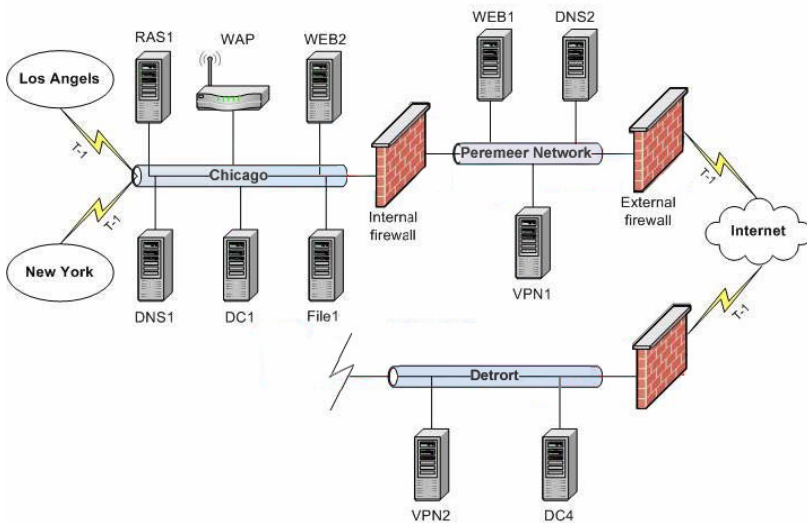 RAS1
WAP
WEB2
WEB1
DNS2
Los Angels
T-1
Chicago
Peremeer Network
T-1
T-1
Internal
firewall
External
firewall
Internet
New York
VPN1
DNS1
DC1
File1
T-1
Detrort
VPN2
DC4